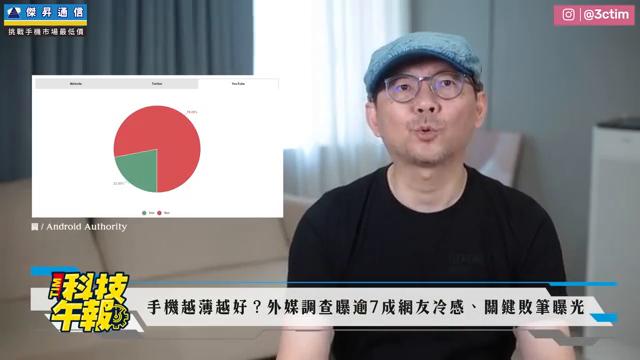 傑昇通信
挑戰手機市場最低價
@3ctim
Website
Twitter
YouTube
圖 / Android Authority
科技午報
手機越薄越好？外媒調查曝逾7成網友冷感、關鍵敗筆曝光